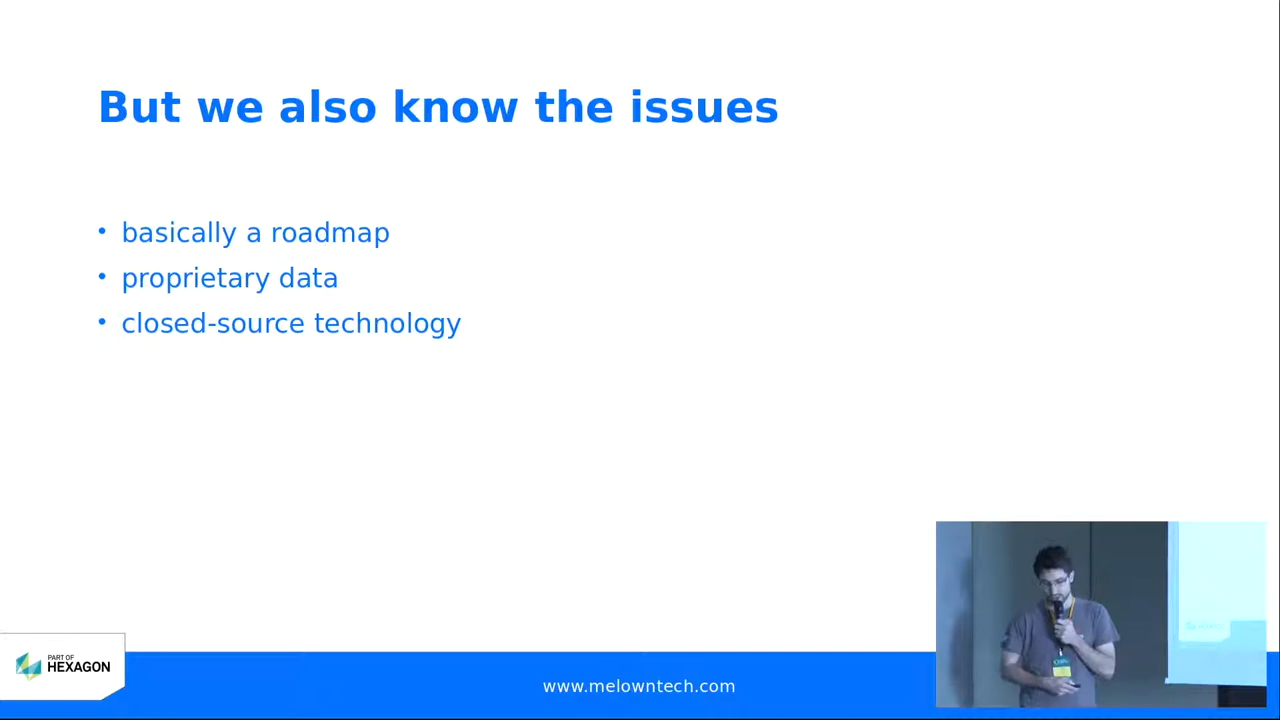 But we also know the issues
• basically a roadmap
• proprietary data
• closed-source technology
PART OF
HEXAGON
www.melowntech.com